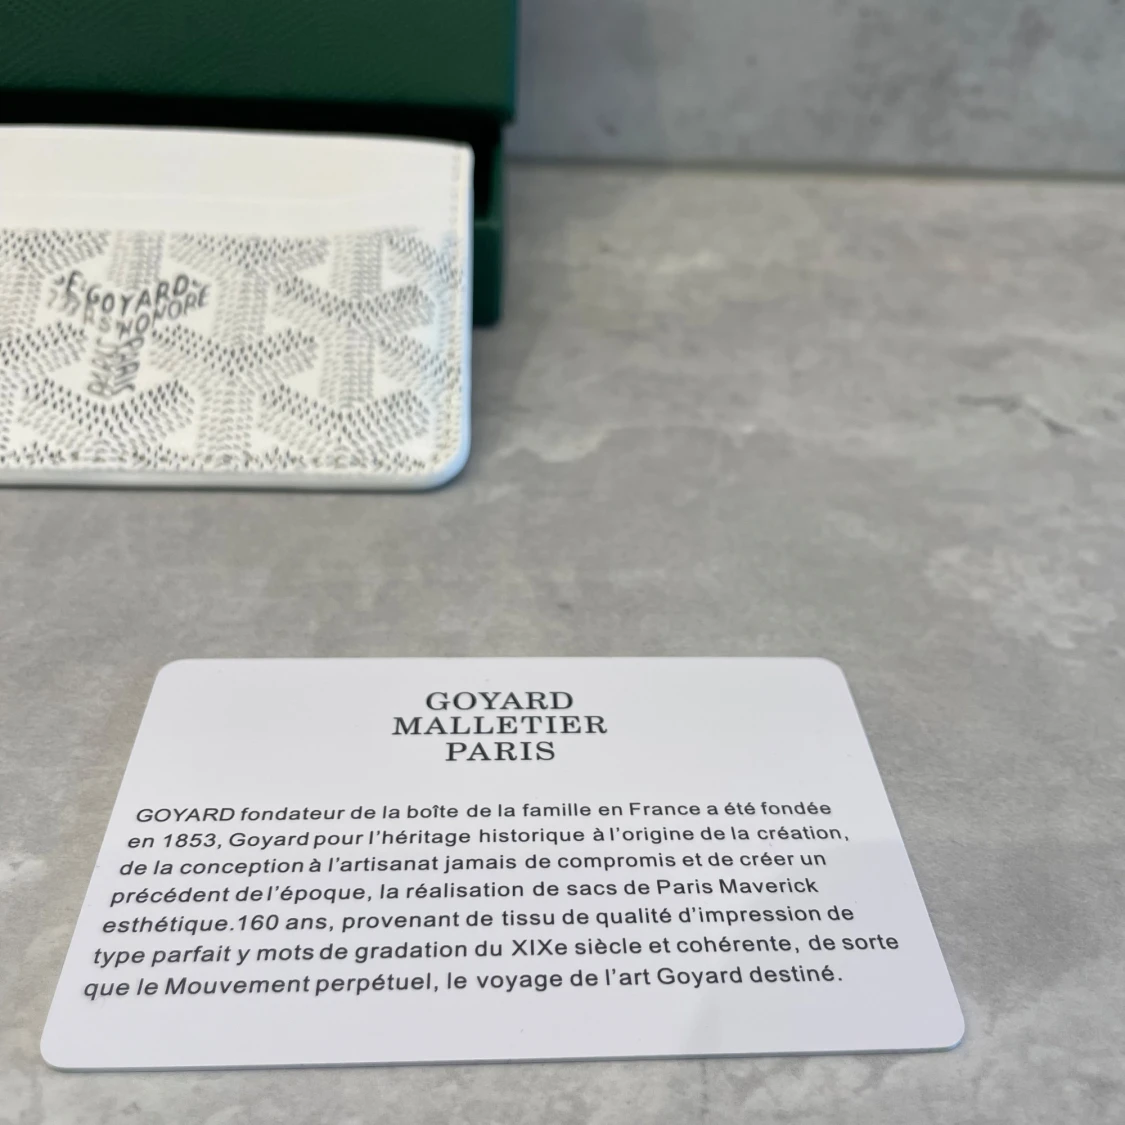 GOYARD
HONORE
GOYARD
MALLETIER
PARIS
GOYARD fondateur de la boîte de la famille en France a été fondée
en 1853, Goyard pour l'héritage historique à l'origine de la création,
de la conception à l'artisanat jamais de compromis et de créer un
précédent de l'époque, la réalisation de sacs de Paris Maverick
esthétique.160 ans, provenant de tissu de qualité d'impression de
type parfait y mots de gradation du XIXe siècle et cohérente, de sorte
que le Mouvement perpétuel, le voyage de l'art Goyard destiné.